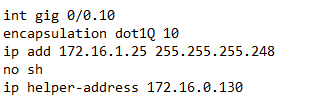 int gig 0/0.10
encapsulation dot1Q 10
ip add 172.16.1.25 255.255.255.248
no sh
ip helper-address 172.16.0.130